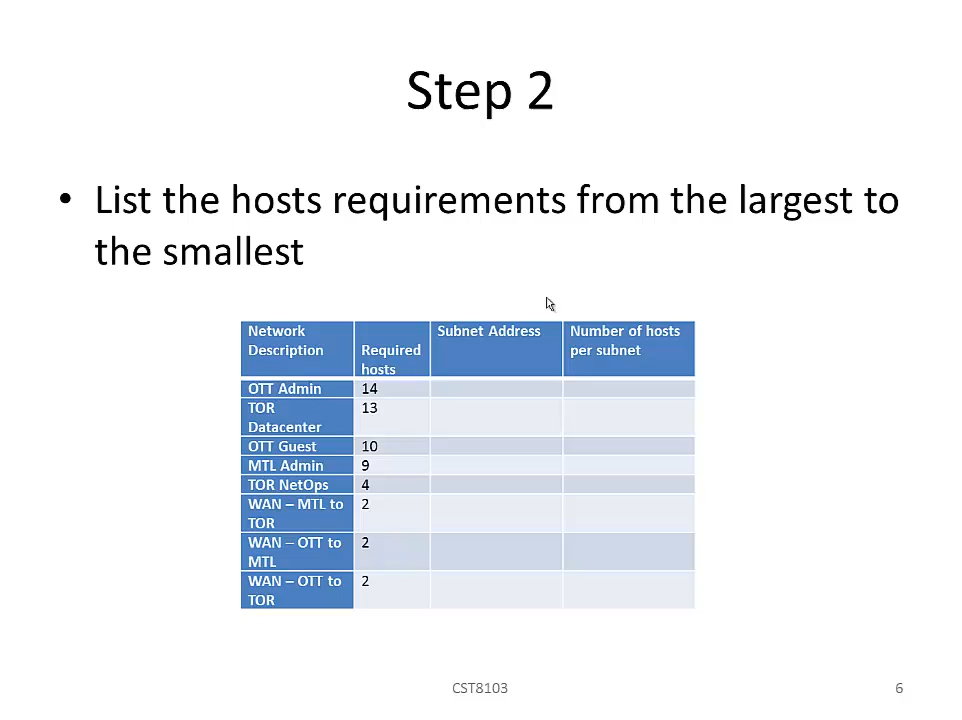 Step 2
• List the hosts requirements from the largest to
the smallest
Network Description | Required hosts | Subnet Address | Number of hosts per subnet
OTT Admin | 14
TOR Datacenter | 13
OTT Guest | 10
MTL Admin | 9
TOR NetOps | 4
WAN – MTL to TOR | 2
WAN – OTT to MTL | 2
WAN – OTT to TOR | 2
CST8103
6